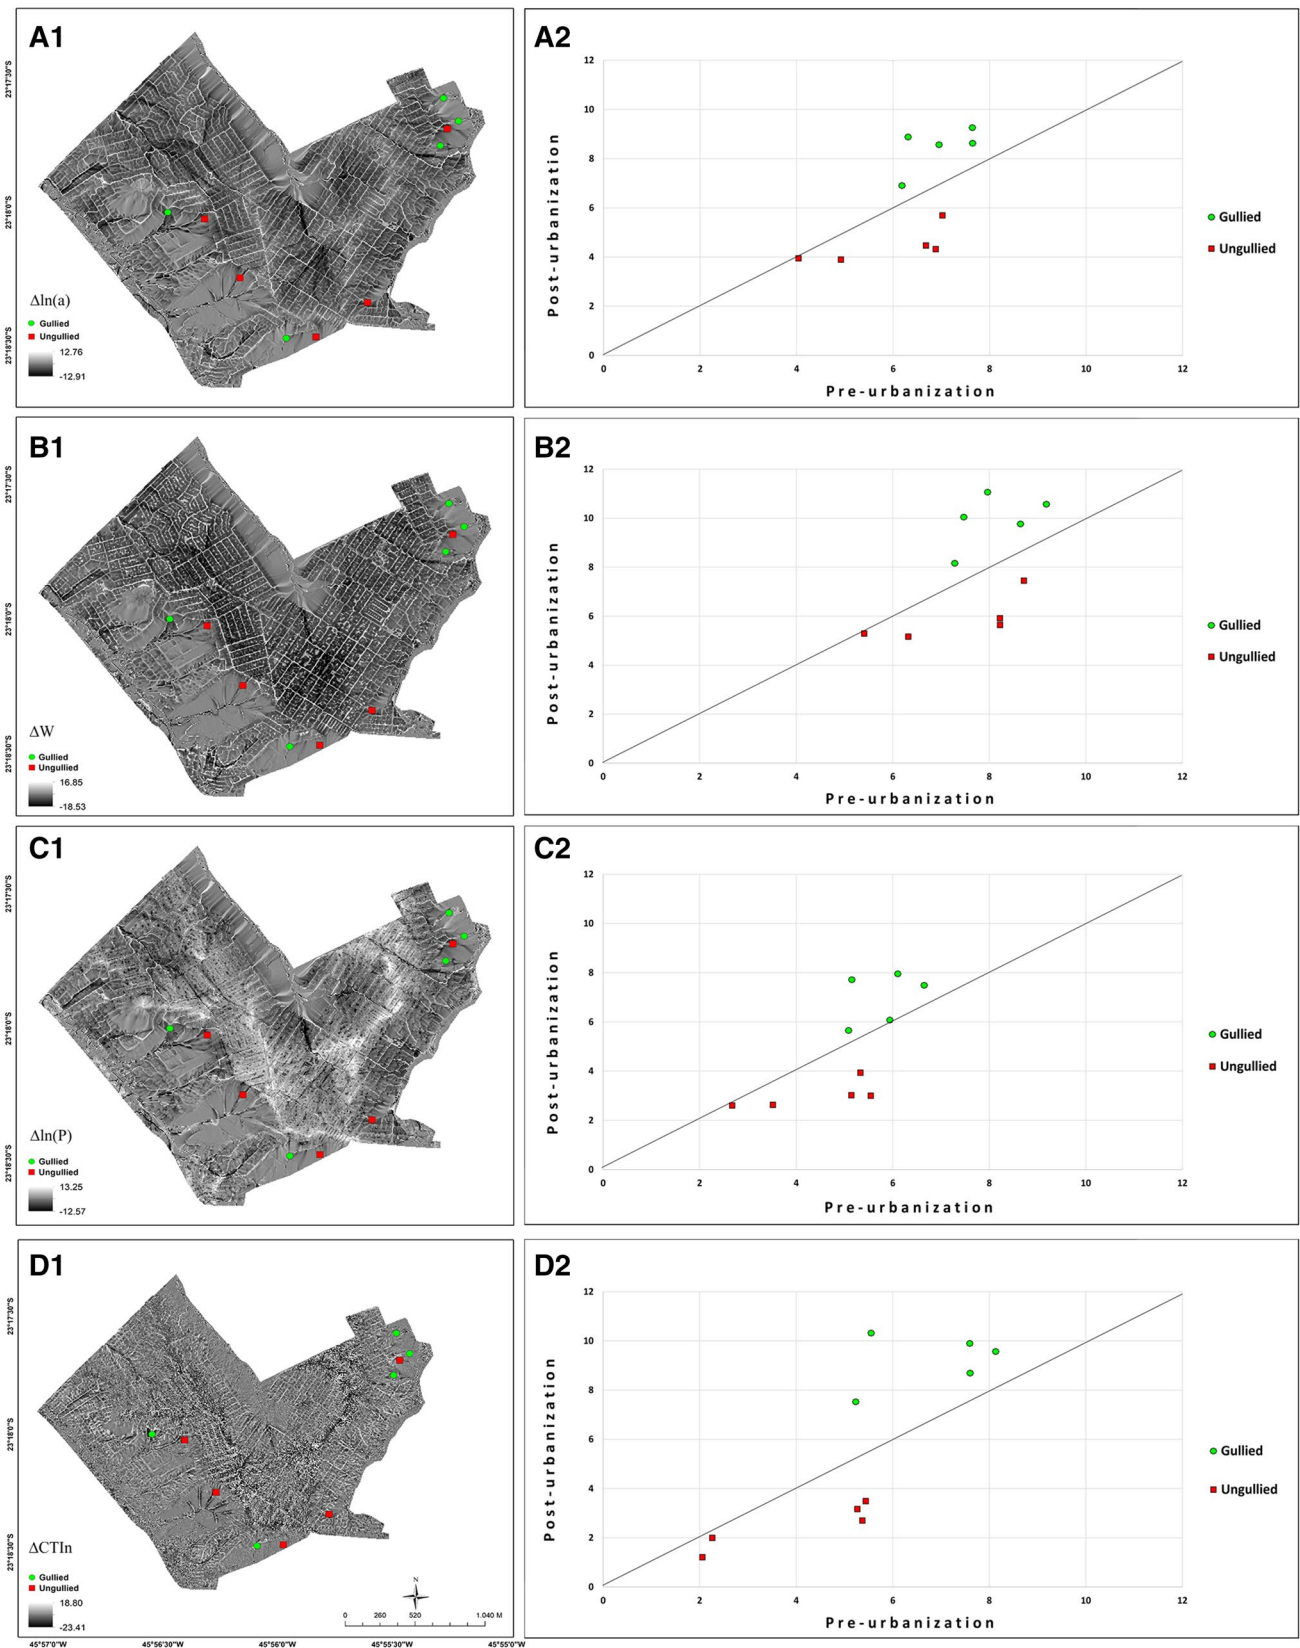 A1
23°17'30"S
23°18'0"S
23°18'30"S
Δln(a)
Gullied
Ungullied
12.76
-12.91
A2
12
10
8
6
4
2
0
0 2 4 6 8 10 12
Post-urbanization
Pre-urbanization
Gullied
Ungullied
B1
23°17'30"S
23°18'0"S
23°18'30"S
ΔW
Gullied
Ungullied
16.85
-18.53
B2
12
10
8
6
4
2
0
0 2 4 6 8 10 12
Post-urbanization
Pre-urbanization
Gullied
Ungullied
C1
23°17'30"S
23°18'0"S
23°18'30"S
Δln(P)
Gullied
Ungullied
13.25
-12.57
C2
12
10
8
6
4
2
0
0 2 4 6 8 10 12
Post-urbanization
Pre-urbanization
Gullied
Ungullied
D1
23°17'30"S
23°18'0"S
23°18'30"S
ΔCTIn
Gullied
Ungullied
18.80
-23.41
N
0 260 520 1.040 M
45°57'0"W 45°56'30"W 45°56'0"W 45°55'30"W 45°55'0"W
D2
12
10
8
6
4
2
0
0 2 4 6 8 10 12
Post-urbanization
Pre-urbanization
Gullied
Ungullied